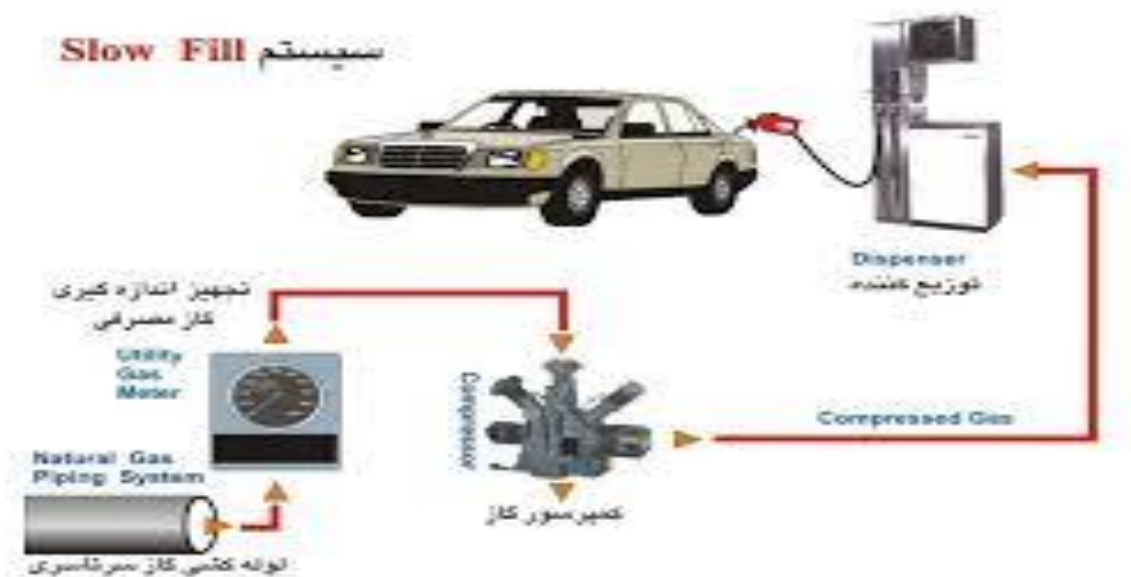 سیستم Slow Fill
Dispenser
توزیع کننده
تجهیز اندازه گیری
گاز مصرفی
Utility
Gas
Meter
Compressor
Compressed Gas
Natural Gas
Piping System
کمپرسور گاز
لوله کشی گاز سرتاسری